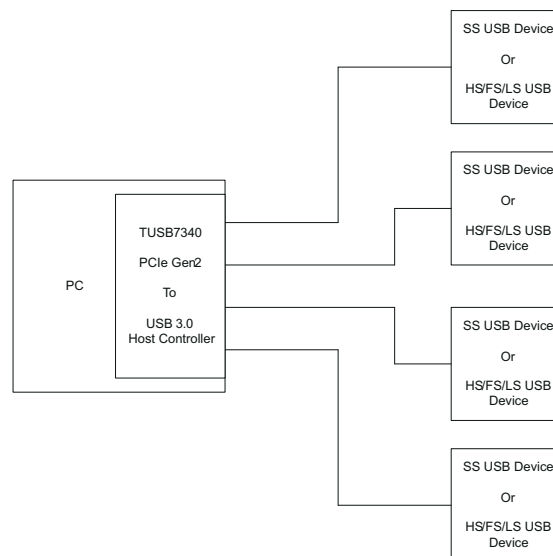 SS USB Device
Or
HS/FS/LS USB
Device
SS USB Device
Or
HS/FS/LS USB
Device
PC
TUSB7340
PCIe Gen2
To
USB 3.0
Host Controller
SS USB Device
Or
HS/FS/LS USB
Device
SS USB Device
Or
HS/FS/LS USB
Device